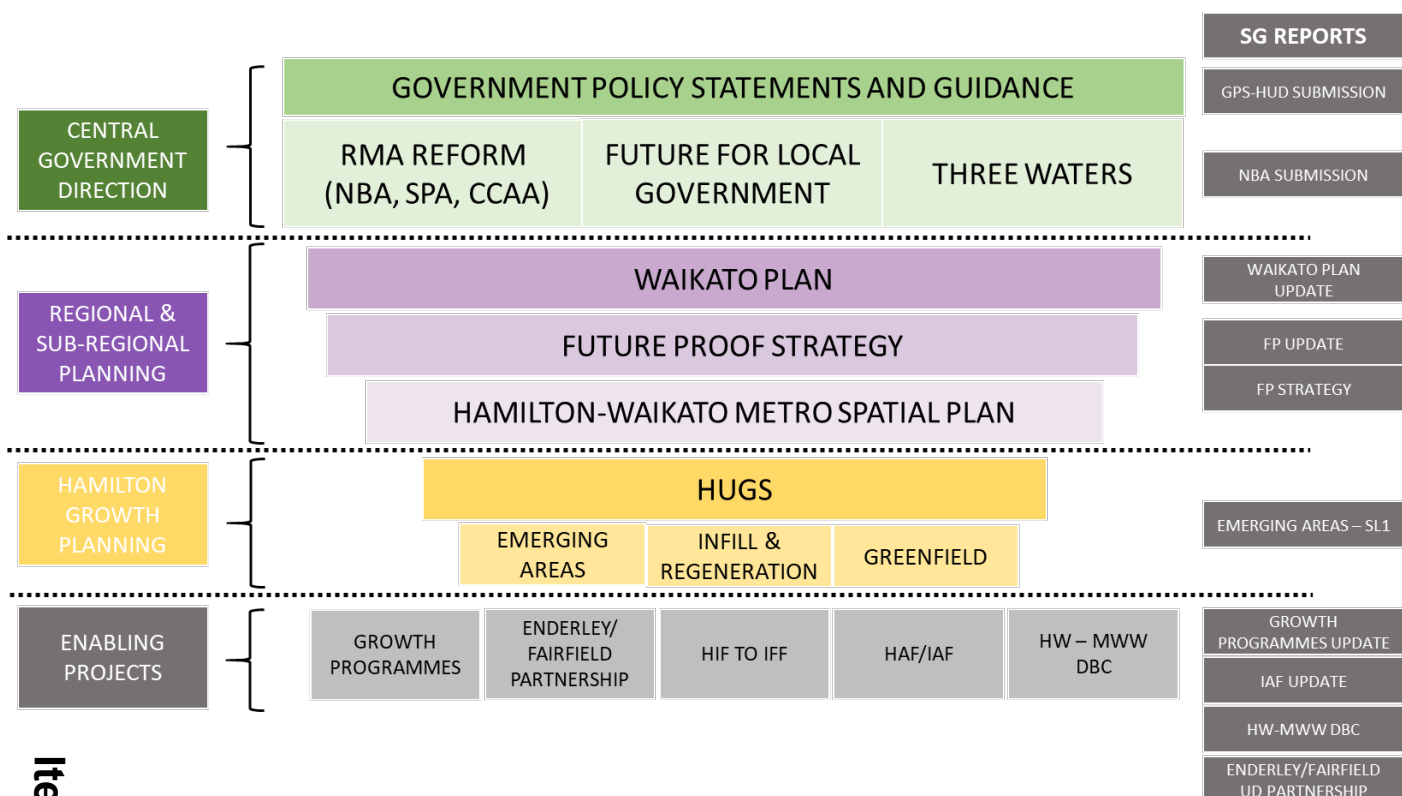 SG REPORTS
CENTRAL
GOVERNMENT
DIRECTION
GOVERNMENT POLICY STATEMENTS AND GUIDANCE
RMA REFORM
(NBA, SPA, CCAA)
FUTURE FOR LOCAL
GOVERNMENT
THREE WATERS
GPS-HUD SUBMISSION
NBA SUBMISSION
REGIONAL &
SUB-REGIONAL
PLANNING
WAIKATO PLAN
FUTURE PROOF STRATEGY
HAMILTON-WAIKATO METRO SPATIAL PLAN
WAIKATO PLAN
UPDATE
FP UPDATE
FP STRATEGY
HAMILTON
GROWTH
PLANNING
HUGS
EMERGING
AREAS
INFILL &
REGENERATION
GREENFIELD
EMERGING AREAS – SL1
ENABLING
PROJECTS
GROWTH
PROGRAMMES
ENDERLEY/
FAIRFIELD
PARTNERSHIP
HIF TO IFF
HAF/IAF
HW – MWW
DBC
GROWTH
PROGRAMMES UPDATE
IAF UPDATE
HW-MWW DBC
ENDERLEY/FAIRFIELD
UD PARTNERSHIP
Ite